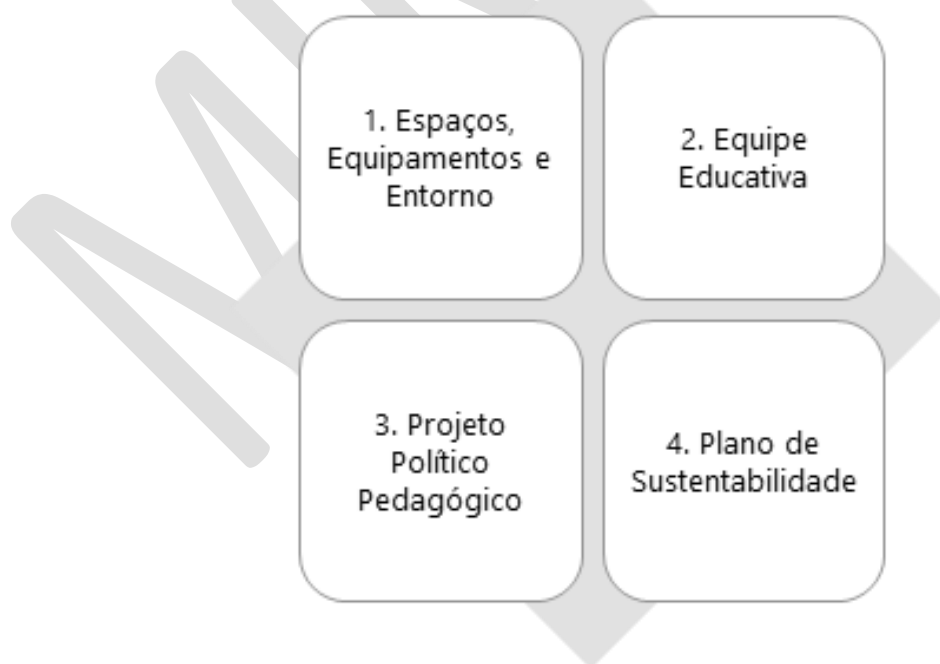 1. Espaços,
Equipamentos e
Entorno
2. Equipe
Educativa
3. Projeto
Político
Pedagógico
4. Plano de
Sustentabilidade